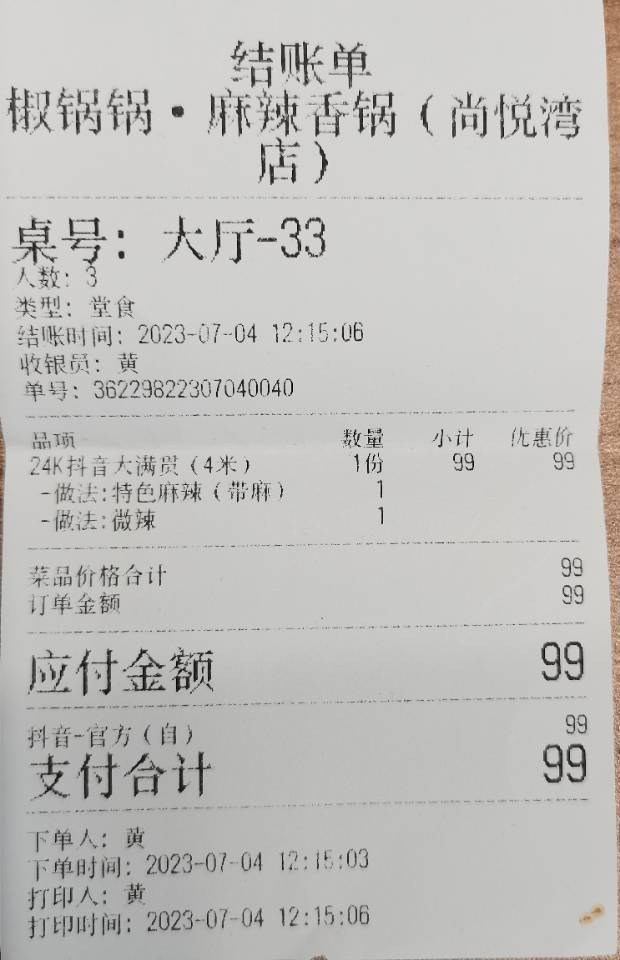 结账单
椒锅锅·麻辣香锅(尚悦湾
店)
桌号: 大厅-33
人数: 3
类型: 堂食
结账时间: 2023-07-04 12:15:06
收银员: 黄
单号: 36229822307040040
品项 数量 小计 优惠价
24K抖音大满贯(4米) 1份 99 99
-做法:特色麻辣(带麻) 1
-做法:微辣 1
菜品价格合计 99
订单金额 99
应付金额 99
抖音-官方(自) 99
支付合计 99
下单人: 黄
下单时间: 2023-07-04 12:15:03
打印人: 黄
打印时间: 2023-07-04 12:15:06